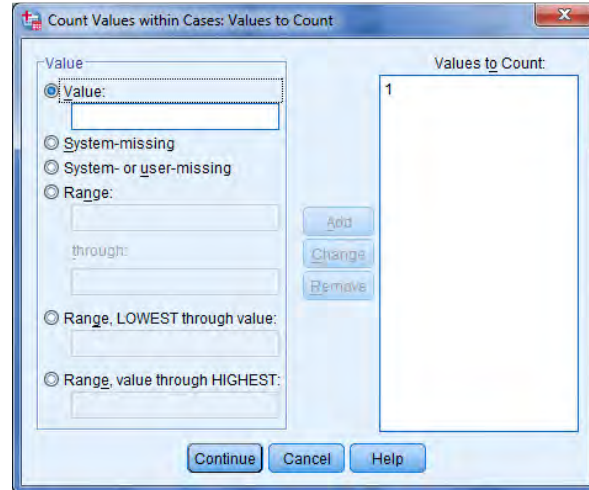 Count Values within Cases: Values to Count
Value
Value:
System-missing
System- or user-missing
Range:
through:
Range, LOWEST through value:
Range, value through HIGHEST:
Add
Change
Remove
Values to Count:
1
Continue Cancel Help